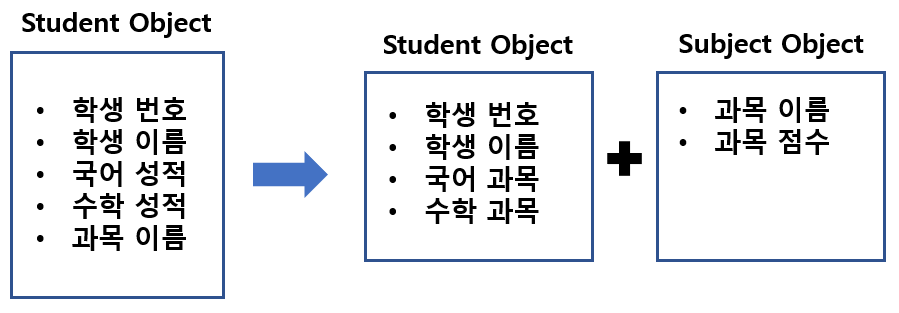 Student Object
• 학생 번호
• 학생 이름
• 국어 성적
• 수학 성적
• 과목 이름
Student Object
• 학생 번호
• 학생 이름
• 국어 과목
• 수학 과목
Subject Object
• 과목 이름
• 과목 점수